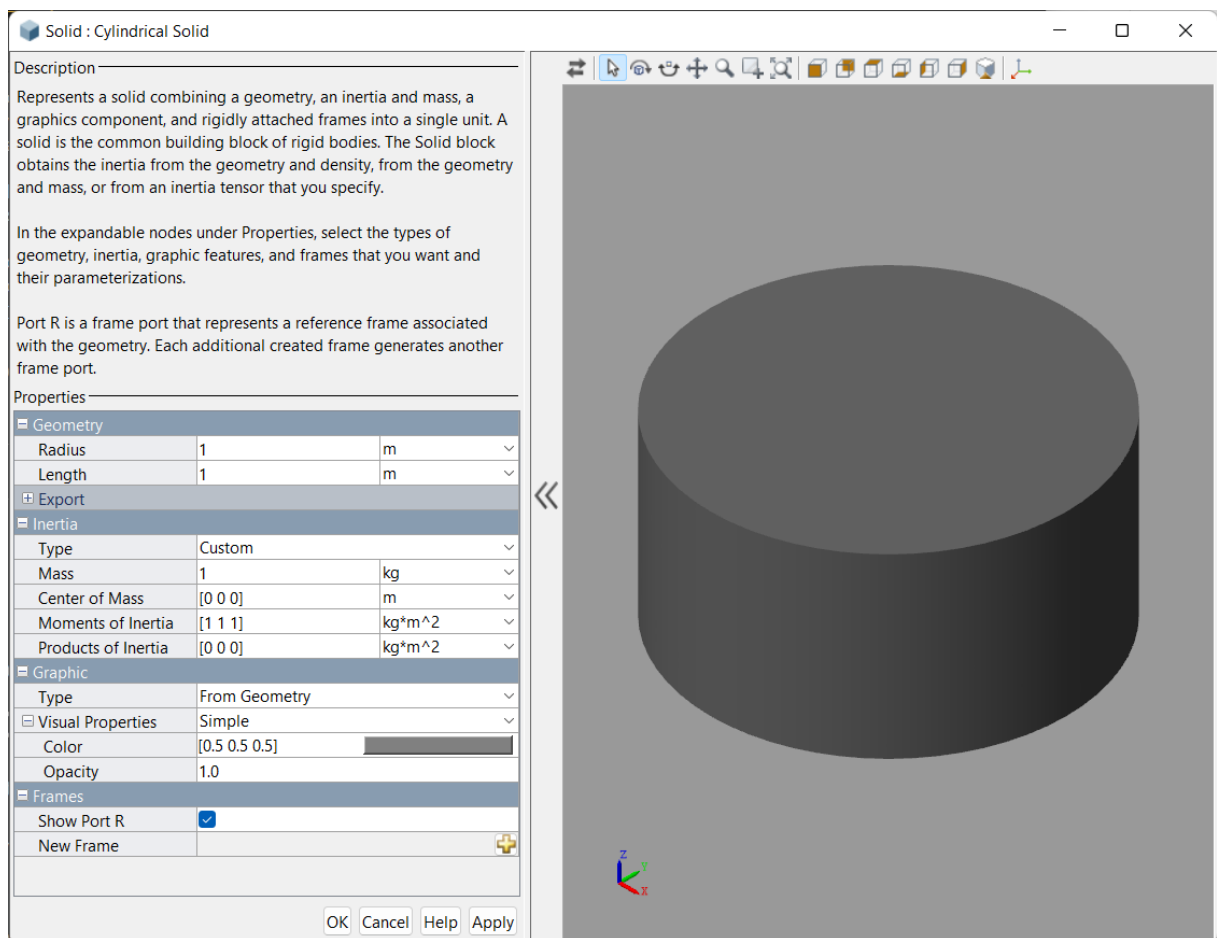 Solid : Cylindrical Solid
Description
Represents a solid combining a geometry, an inertia and mass, a
graphics component, and rigidly attached frames into a single unit. A
solid is the common building block of rigid bodies. The Solid block
obtains the inertia from the geometry and density, from the geometry
and mass, or from an inertia tensor that you specify.
In the expandable nodes under Properties, select the types of
geometry, inertia, graphic features, and frames that you want and
their parameterizations.
Port R is a frame port that represents a reference frame associated
with the geometry. Each additional created frame generates another
frame port.
Properties
Geometry
Radius 1 m
Length 1 m
Export
Inertia
Type Custom
Mass 1 kg
Center of Mass [0 0 0] m
Moments of Inertia [1 1 1] kg*m^2
Products of Inertia [0 0 0] kg*m^2
Graphic
Type From Geometry
Visual Properties Simple
Color [0.5 0.5 0.5]
Opacity 1.0
Frames
Show Port R
New Frame
OK Cancel Help Apply
Z
Y
X